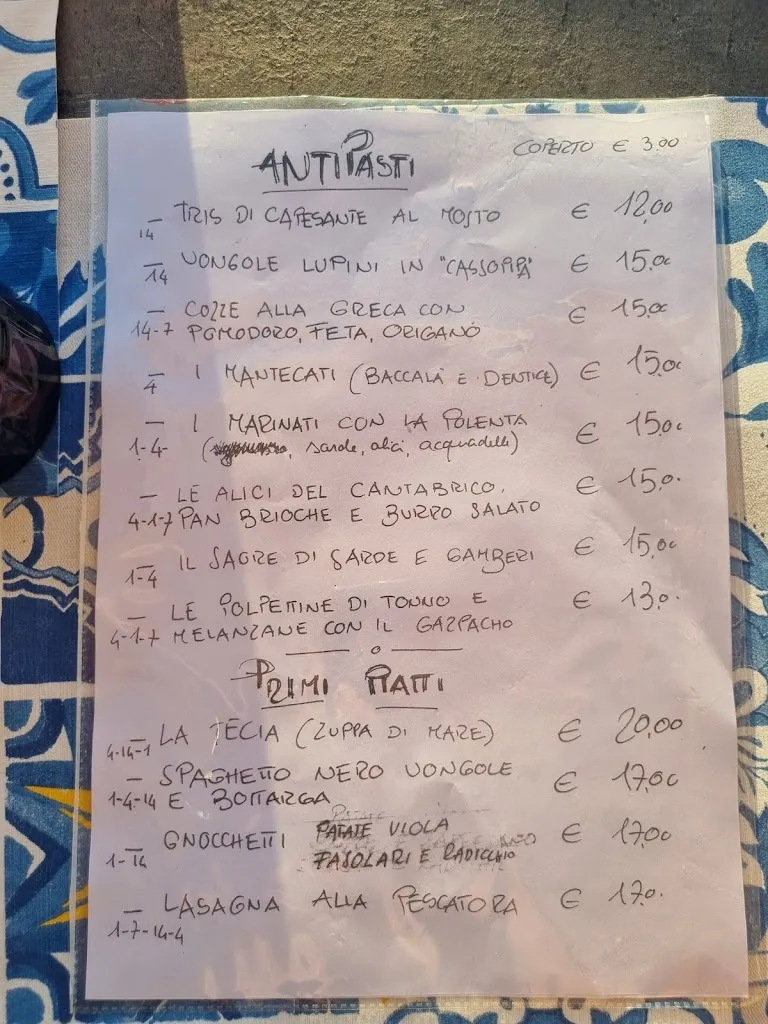 ANTIPASTI COPERTO € 3.00
TRIS DI CAPESANTE AL MOSTO € 12,00
14
VONGOLE LUPINI IN "CASSOPIPA" € 15.00
14
– COZZE ALLA GRECA CON € 15.00
14-7 POMODORO, FETA, ORIGANO
– I MANTECATI (BACCALÀ E DENTICE) € 15.00
4
– I MARINATI CON LA POLENTA € 15.00
1-4- (, sarde, alici, acquadelle)
– LE ALICI DEL CANTABRICO, € 15.0.
4-1-7 PAN BRIOCHE E BURRO SALATO
– IL SAGRE DI SARDE E GAMBERI € 15,00
1-4
– LE POLPETTINE DI TONNO E € 13.0.
4-1-7 MELANZANE CON IL GAZPACHO
PRIMI PIATTI
– LA TECIA (ZUPPA DI MARE) € 20,00
4-14-1
– SPAGHETTO NERO VONGOLE € 17.00
1-4-14 E BOTTARGA
– GNOCCHETTI PATATE VIOLA € 17.00
1-14 FASOLARI E RADICCHIO
– LASAGNA ALLA PESCATORA € 17.0.
1-7-14-4